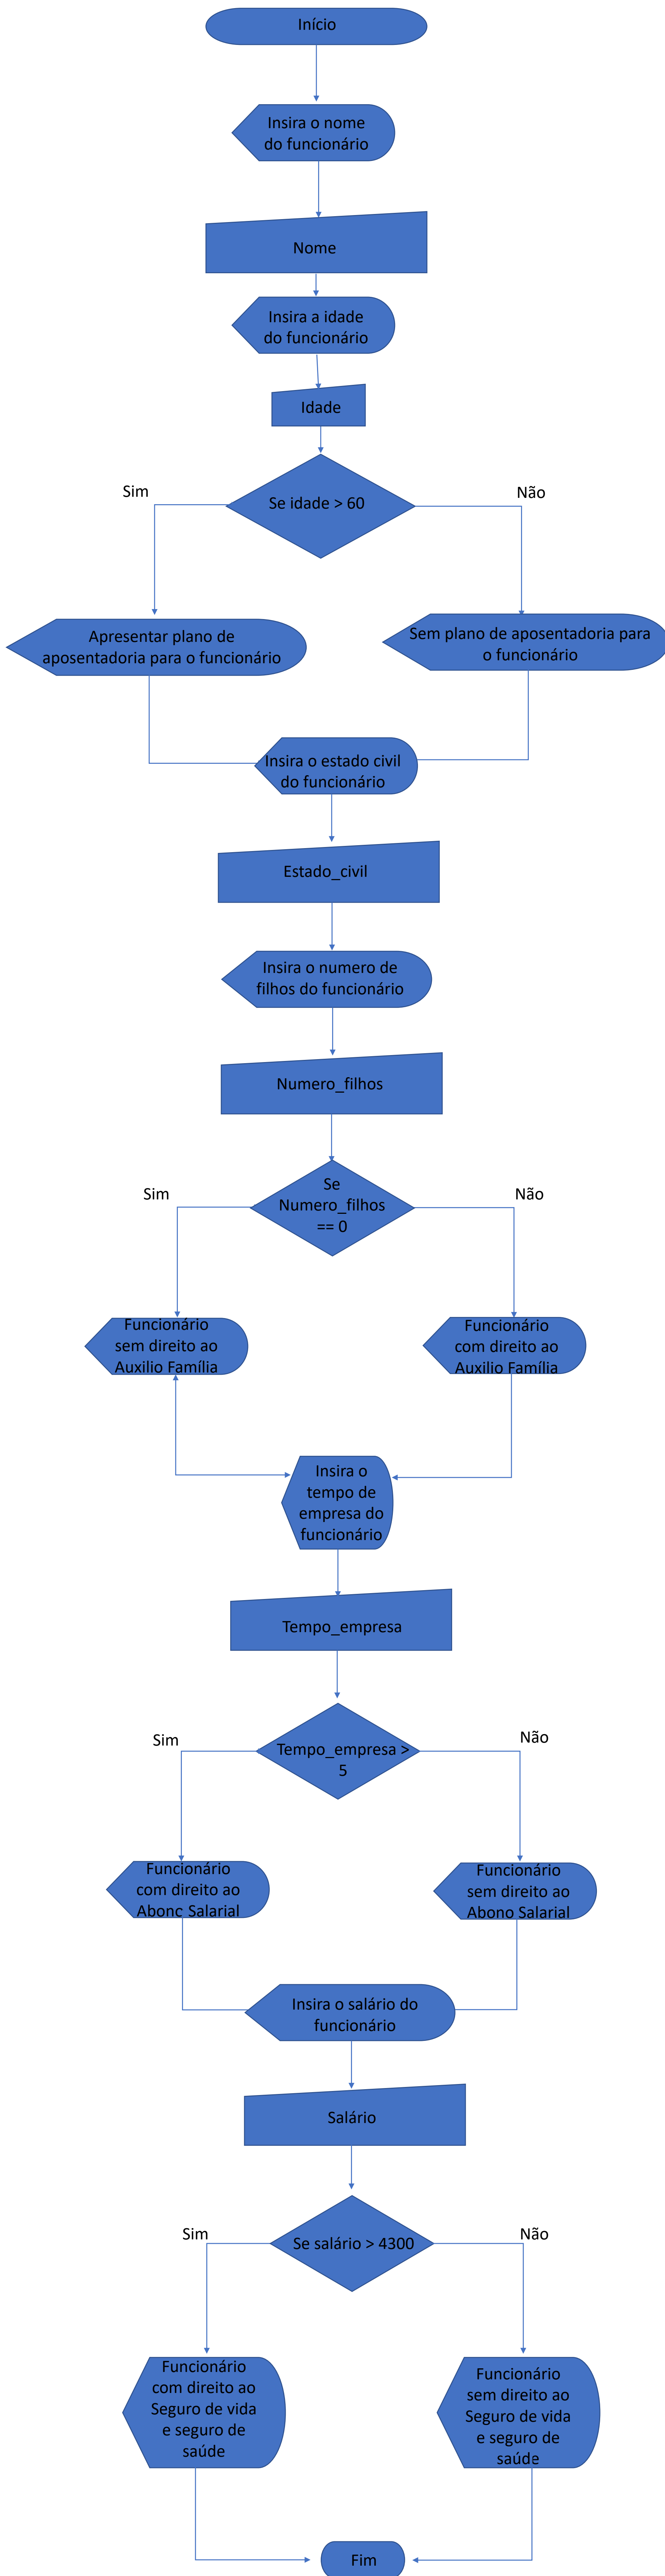 Início
Insira o nome
do funcionário
Nome
Insira a idade
do funcionário
Idade
Se idade > 60
Sim
Não
Apresentar plano de
aposentadoria para o funcionário
Sem plano de aposentadoria para
o funcionário
Insira o estado civil
do funcionário
Estado_civil
Insira o numero de
filhos do funcionário
Numero_filhos
Se
Numero_filhos
== 0
Sim
Não
Funcionário
sem direito ao
Auxilio Família
Funcionário
com direito ao
Auxilio Família
Insira o
tempo de
empresa do
funcionário
Tempo_empresa
Tempo_empresa >
5
Sim
Não
Funcionário
com direito ao
Abono Salarial
Funcionário
sem direito ao
Abono Salarial
Insira o salário do
funcionário
Salário
Se salário > 4300
Sim
Não
Funcionário
com direito ao
Seguro de vida
e seguro de
saúde
Funcionário
sem direito ao
Seguro de vida
e seguro de
saúde
Fim